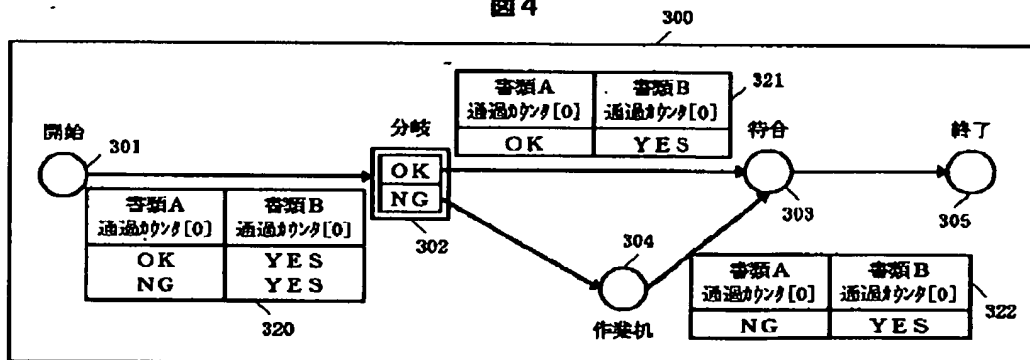 図4
300
書類A 書類B
通過カウンタ[0] 通過カウンタ[0]
OK YES
321
開始
301
分岐
OK
NG
302
待合
303
終了
305
書類A 書類B
通過カウンタ[0] 通過カウンタ[0]
OK YES
NG YES
320
304
作業机
書類A 書類B
通過カウンタ[0] 通過カウンタ[0]
NG YES
322